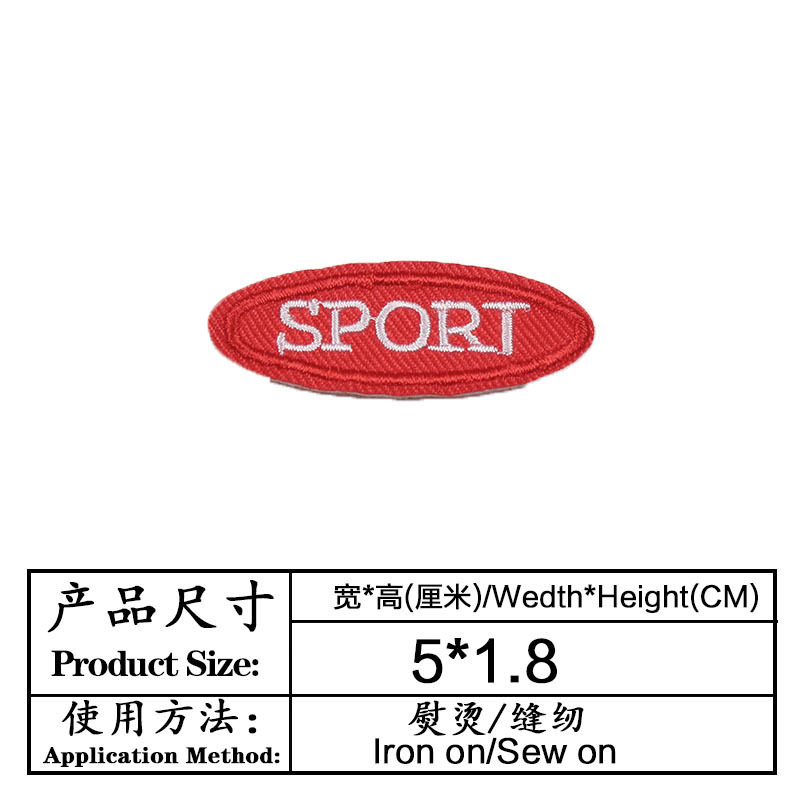 SPORT
产品尺寸
Product Size:
宽*高(厘米)/Wedth*Height(CM)
5*1.8
使用方法:
Application Method:
熨烫/缝纫
Iron on/Sew on